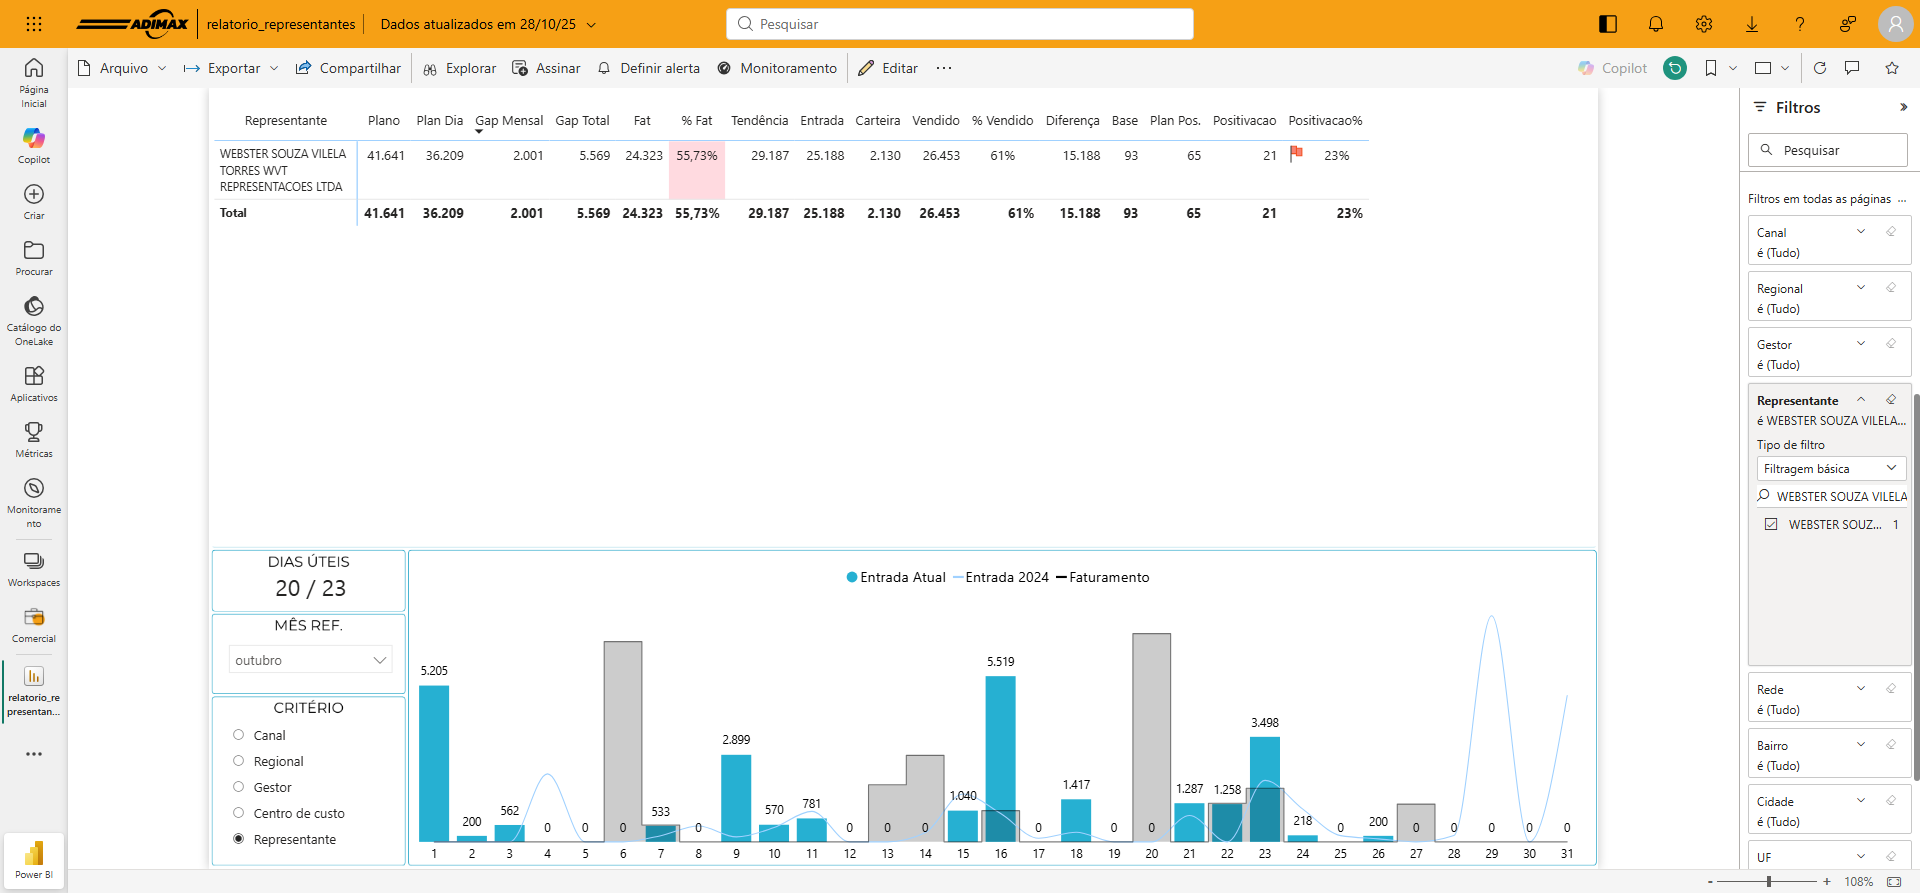 ADIMAX
relatorio_representantes
Dados atualizados em 28/10/25
Pesquisar
Arquivo
Exportar
Compartilhar
Explorar
Assinar
Definir alerta
Monitoramento
Editar
Copilot
Página
Inicial
Copilot
Criar
Procurar
Catálogo do
OneLake
Aplicativos
Métricas
Monitorame
nto
Workspaces
Comercial
relatorio_re
presentan...
Power BI
Representante Plano Plan Dia Gap Mensal Gap Total Fat % Fat Tendência Entrada Carteira Vendido % Vendido Diferença Base Plan Pos. Positivacao Positivacao%
WEBSTER SOUZA VILELA 41.641 36.209 2.001 5.569 24.323 55,73% 29.187 25.188 2.130 26.453 61% 15.188 93 65 21 23%
TORRES WVT
REPRESENTACOES LTDA
Total 41.641 36.209 2.001 5.569 24.323 55,73% 29.187 25.188 2.130 26.453 61% 15.188 93 65 21 23%
DIAS ÚTEIS
20 / 23
MÊS REF.
outubro
CRITÉRIO
Canal
Regional
Gestor
Centro de custo
Representante
Entrada Atual Entrada 2024 Faturamento
5.205 200 562 0 0 0 533 0 2.899 570 781 0 0 0 1.040 5.519 0 1.417 0 0 1.287 1.258 3.498 218 0 200 0 0 0 0 0
1 2 3 4 5 6 7 8 9 10 11 12 13 14 15 16 17 18 19 20 21 22 23 24 25 26 27 28 29 30 31
Filtros
Pesquisar
Filtros em todas as páginas ...
Canal
é (Tudo)
Regional
é (Tudo)
Gestor
é (Tudo)
Representante
é WEBSTER SOUZA VILELA...
Tipo de filtro
Filtragem básica
WEBSTER SOUZA VILELA
WEBSTER SOUZ... 1
Rede
é (Tudo)
Bairro
é (Tudo)
Cidade
é (Tudo)
UF
- + 108%